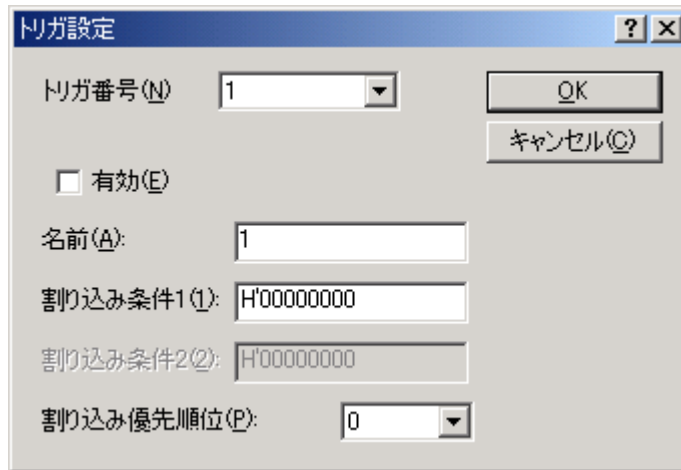 トリガ設定
トリガ番号(N) 1 OK
キャンセル(C)
有効(E)
名前(A): 1
割り込み条件1(1): H'00000000
割り込み条件2(2): H'00000000
割り込み優先順位(P): 0